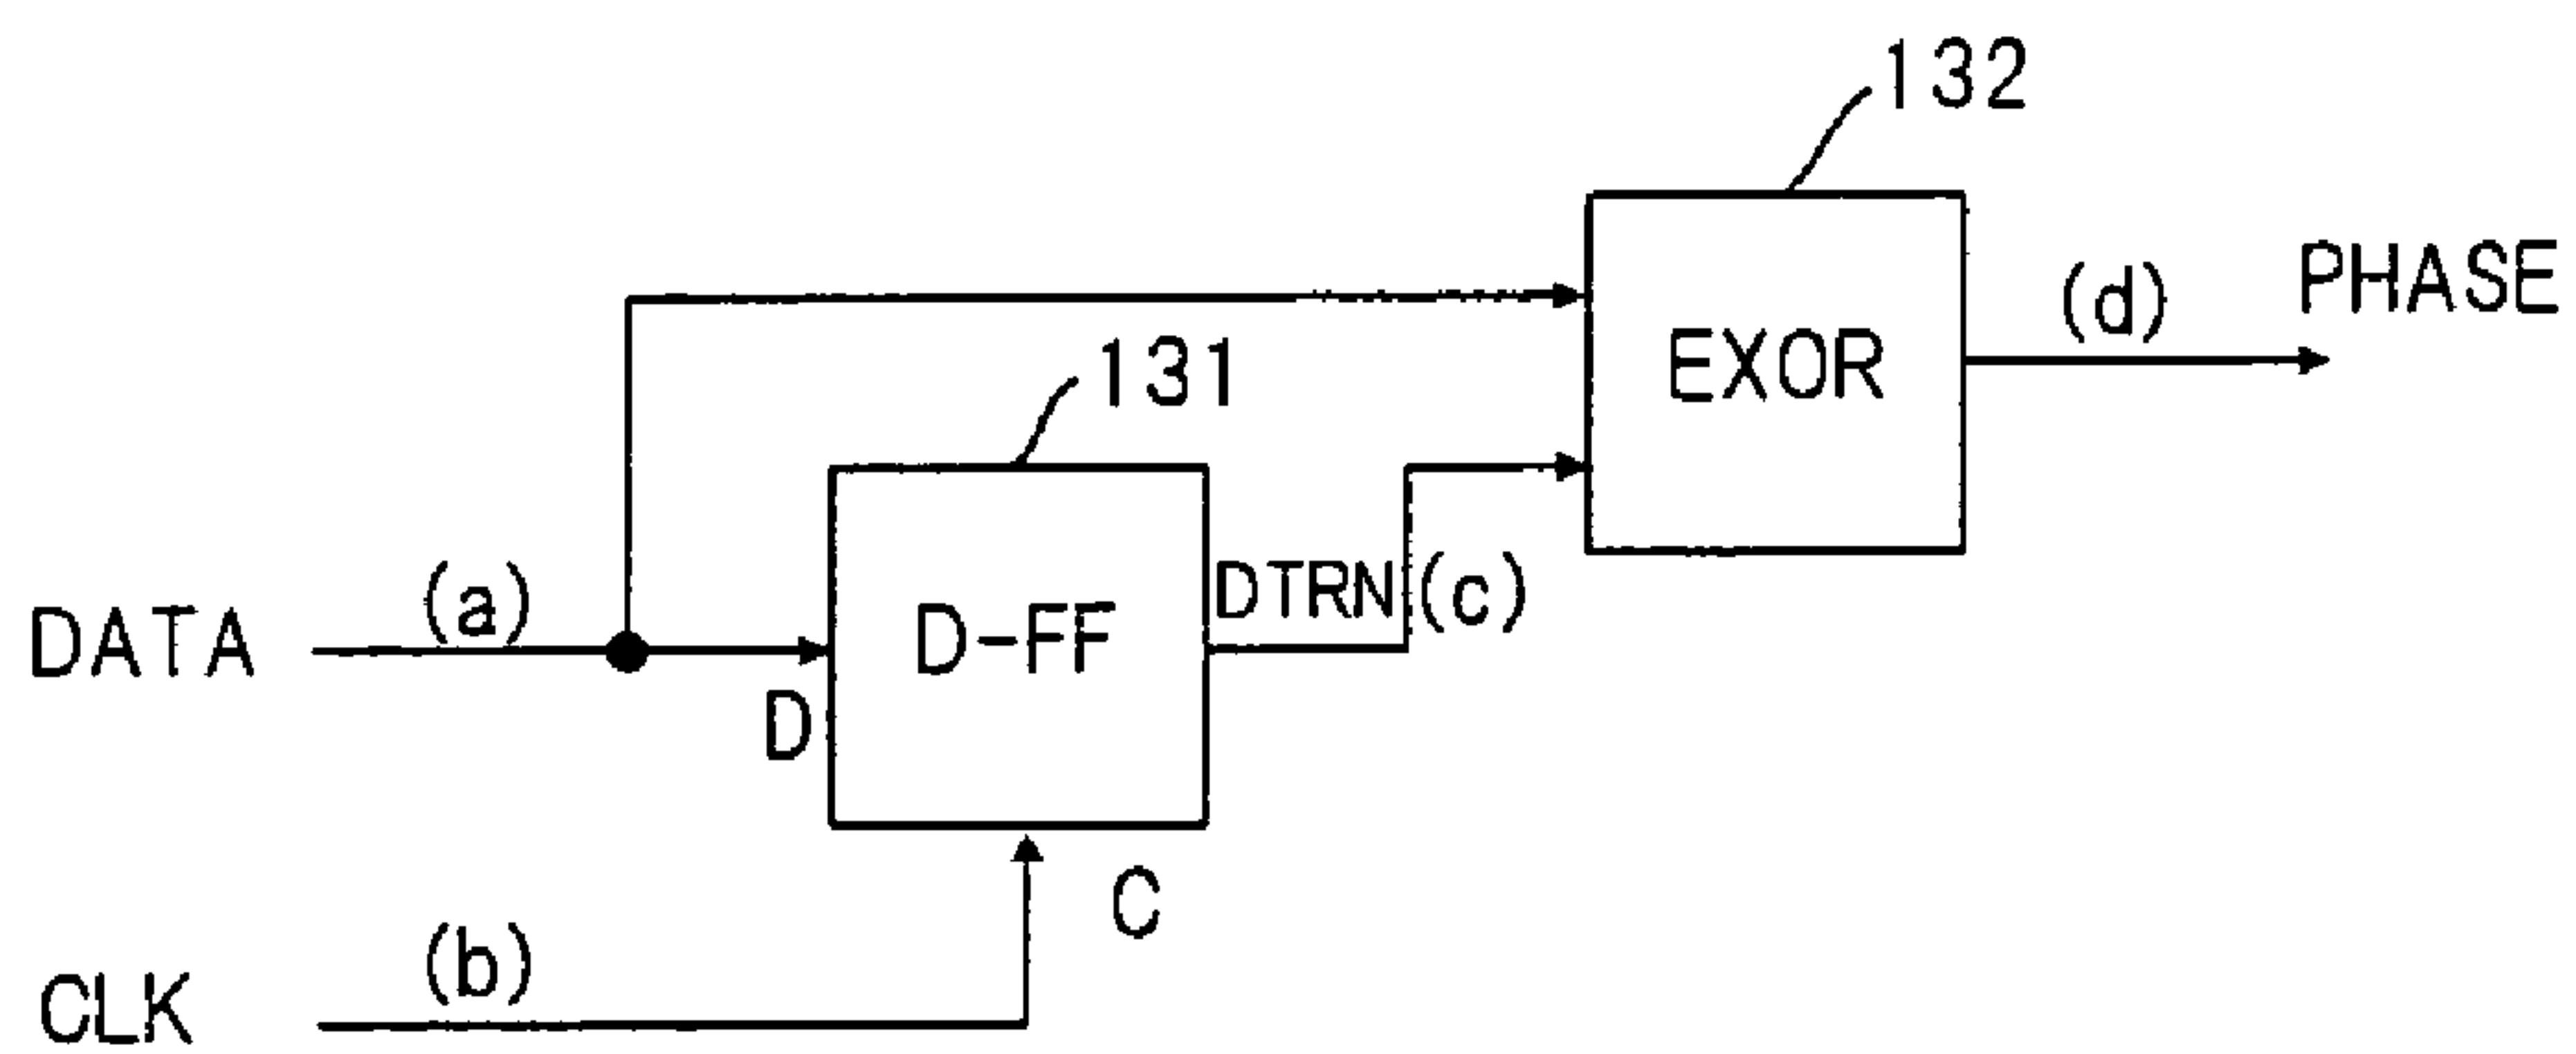 132
PHASE
(d)
EXOR
131
DTRN (c)
DATA
(a)
D-FF
D
C
(b)
CLK